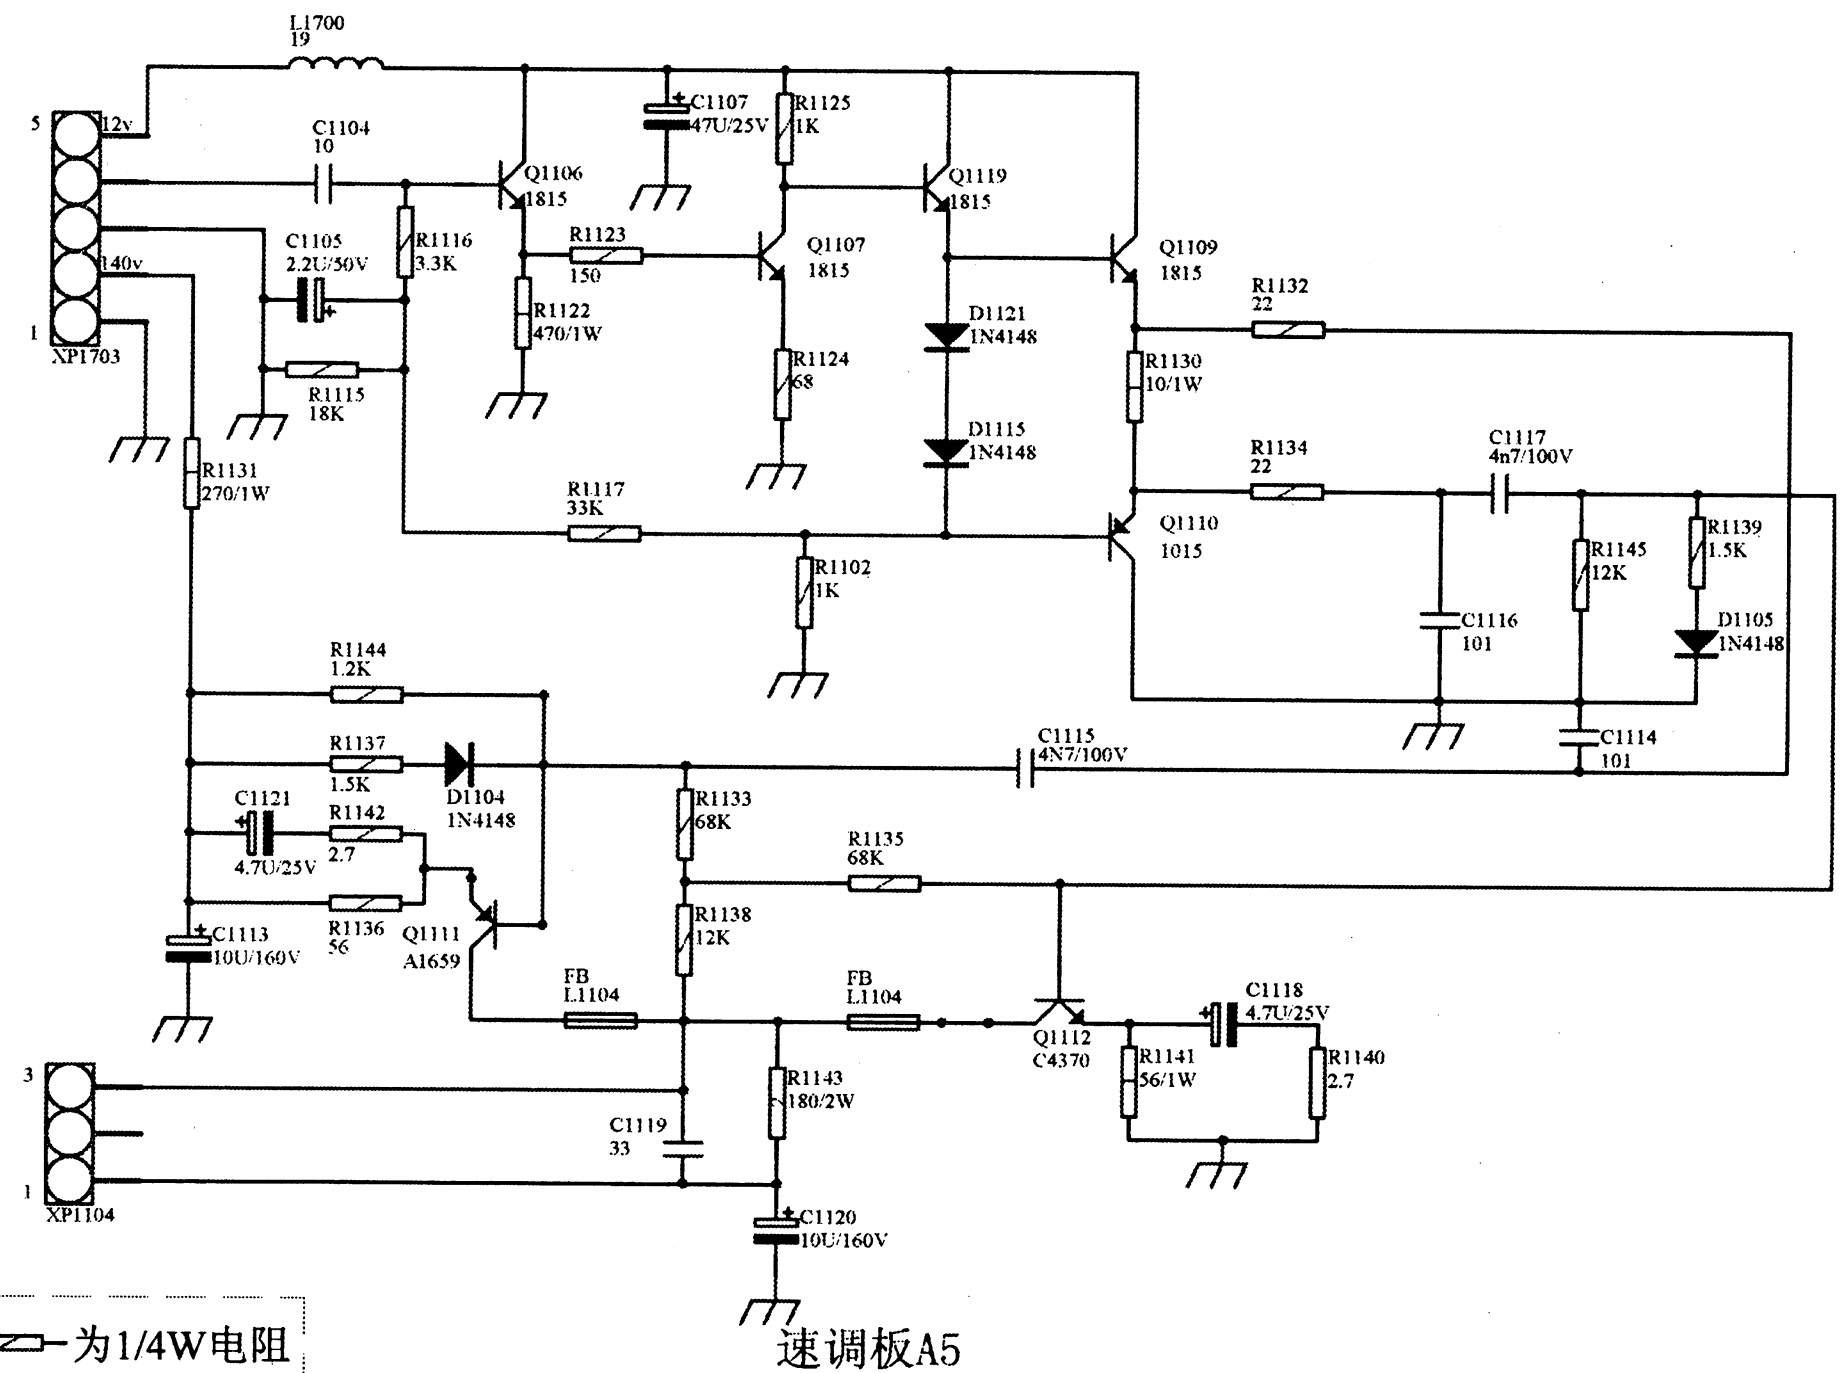 L1700
19
5
12v
C1104
10
C1107
47U/25V
R1125
1K
Q1106
1815
Q1119
1815
C1105
2.2U/50V
R1116
3.3K
R1123
150
Q1107
1815
Q1109
1815
140v
R1132
22
1
XP1703
R1122
470/1W
D1121
1N4148
R1124
68
R1130
10/1W
R1115
18K
R1131
270/1W
D1115
1N4148
R1134
22
C1117
4n7/100V
R1117
33K
Q1110
1015
R1139
1.5K
R1145
12K
R1102
1K
C1116
101
D1105
1N4148
R1144
1.2K
R1137
1.5K
C1115
4N7/100V
C1114
101
D1104
1N4148
C1121
4.7U/25V
R1142
2.7
R1133
68K
R1135
68K
R1136
56
C1113
10U/160V
Q1111
A1659
R1138
12K
FB
L1104
FB
L1104
C1118
4.7U/25V
Q1112
C4370
R1141
56/1W
R1140
2.7
3
R1143
180/2W
C1119
33
1
XP1104
C1120
10U/160V
为1/4W电阻
速调板A5